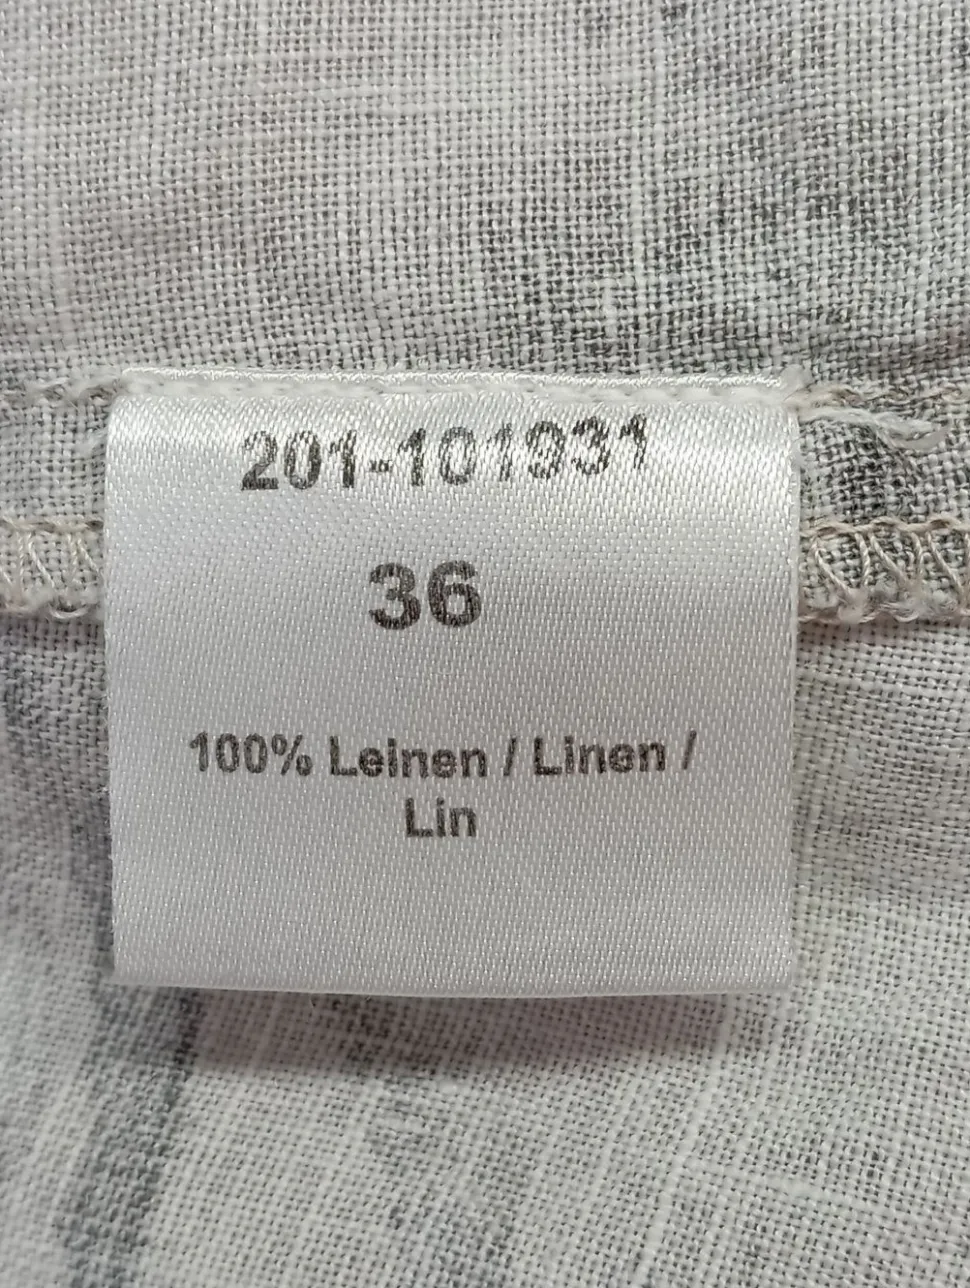 201-101931
36
100% Leinen / Linen /
Lin